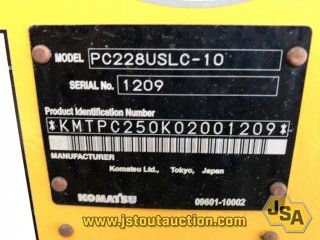 MODEL PC228USLC-10
SERIAL No. 1209
Product Identification Number
*KMTPC250K02001209*
MANUFACTURER
Komatsu Ltd., Tokyo, Japan
KOMATSU 09601-10002
JSA
www.jstoutauction.com